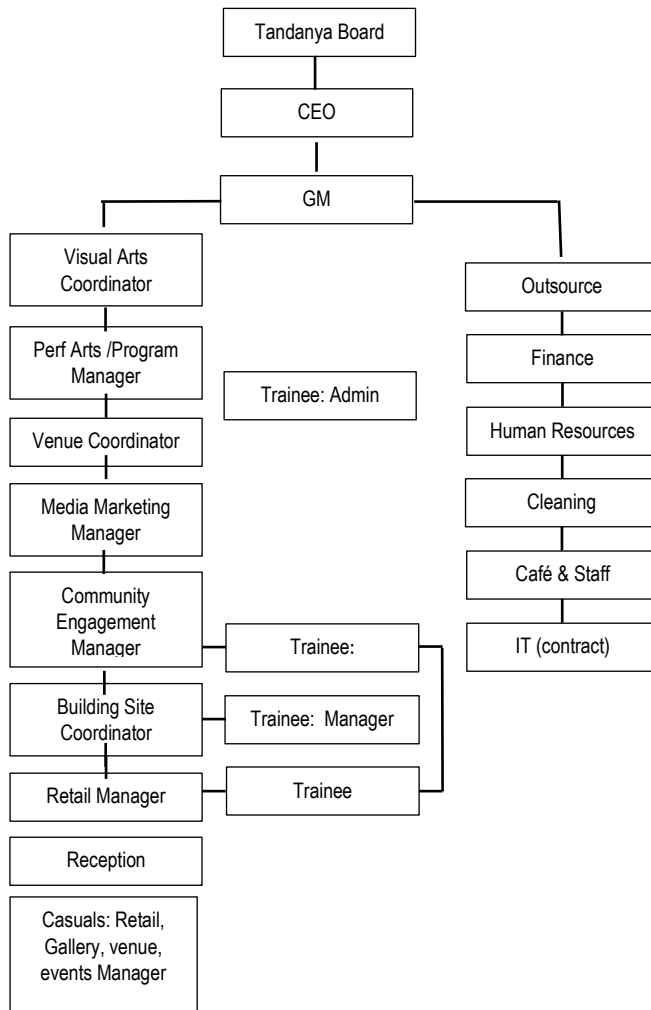 Tandanya Board
CEO
GM
Visual Arts
Coordinator
Perf Arts /Program
Manager
Venue Coordinator
Media Marketing
Manager
Community
Engagement
Manager
Building Site
Coordinator
Retail Manager
Reception
Casuals: Retail,
Gallery, venue,
events Manager
Trainee: Admin
Trainee:
Trainee: Manager
Trainee
Outsource
Finance
Human Resources
Cleaning
Café & Staff
IT (contract)